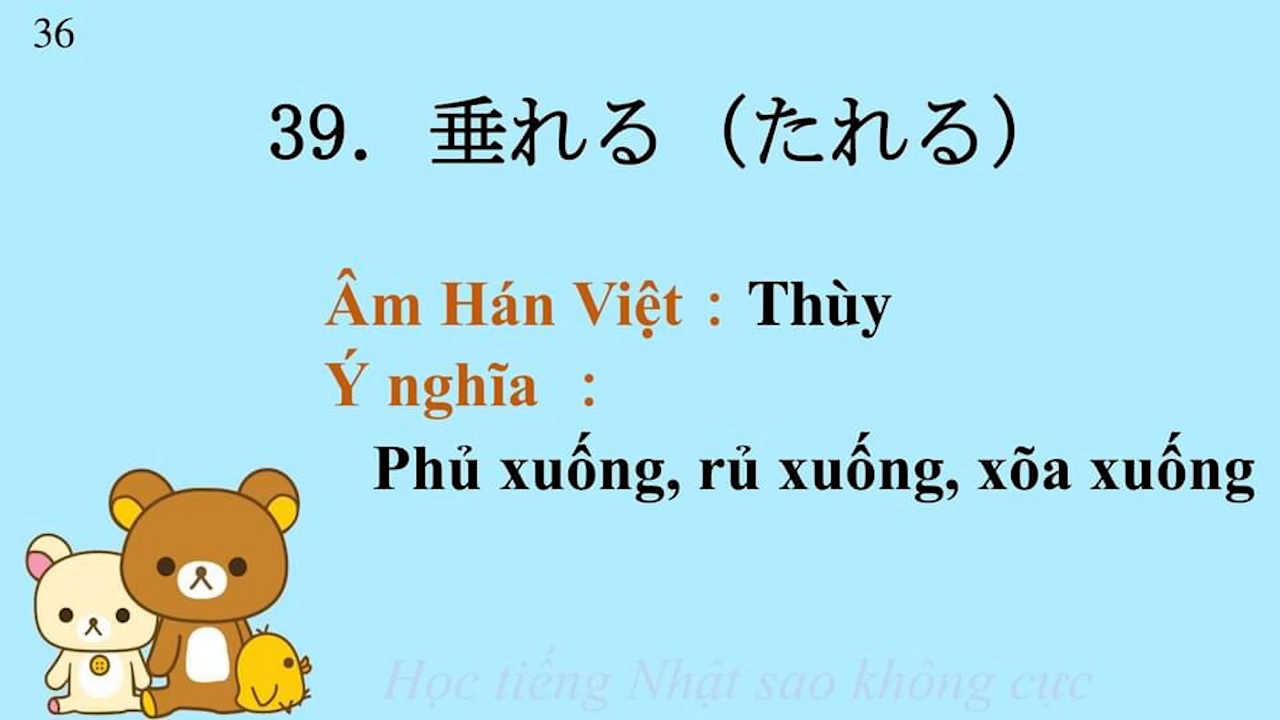 36
39. 垂れる（たれる）
Âm Hán Việt : Thùy
Ý nghĩa :
Phủ xuống, rủ xuống, xõa xuống
Học tiếng Nhật sao không cực